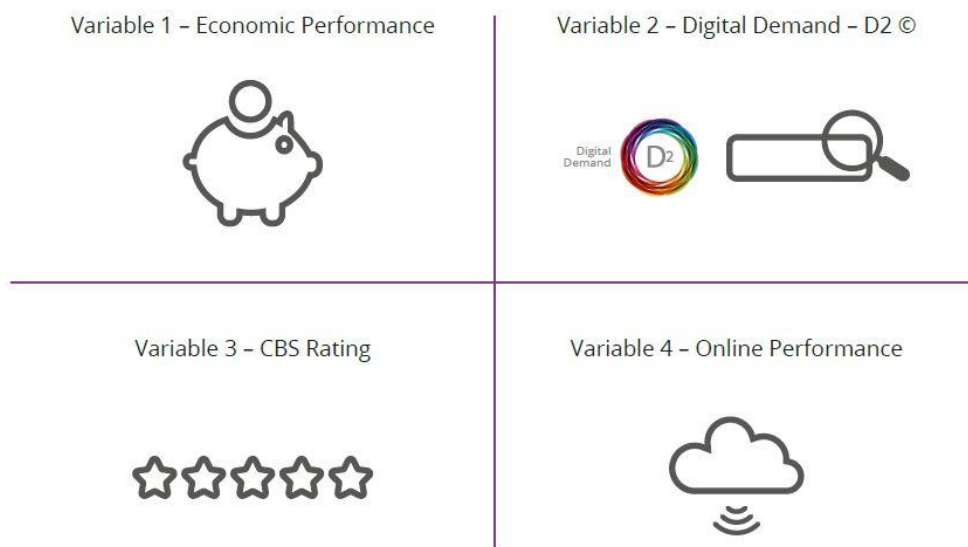 Variable 1 – Economic Performance
Variable 2 – Digital Demand – D2 ©
Digital
Demand
D2
Variable 3 – CBS Rating
Variable 4 – Online Performance